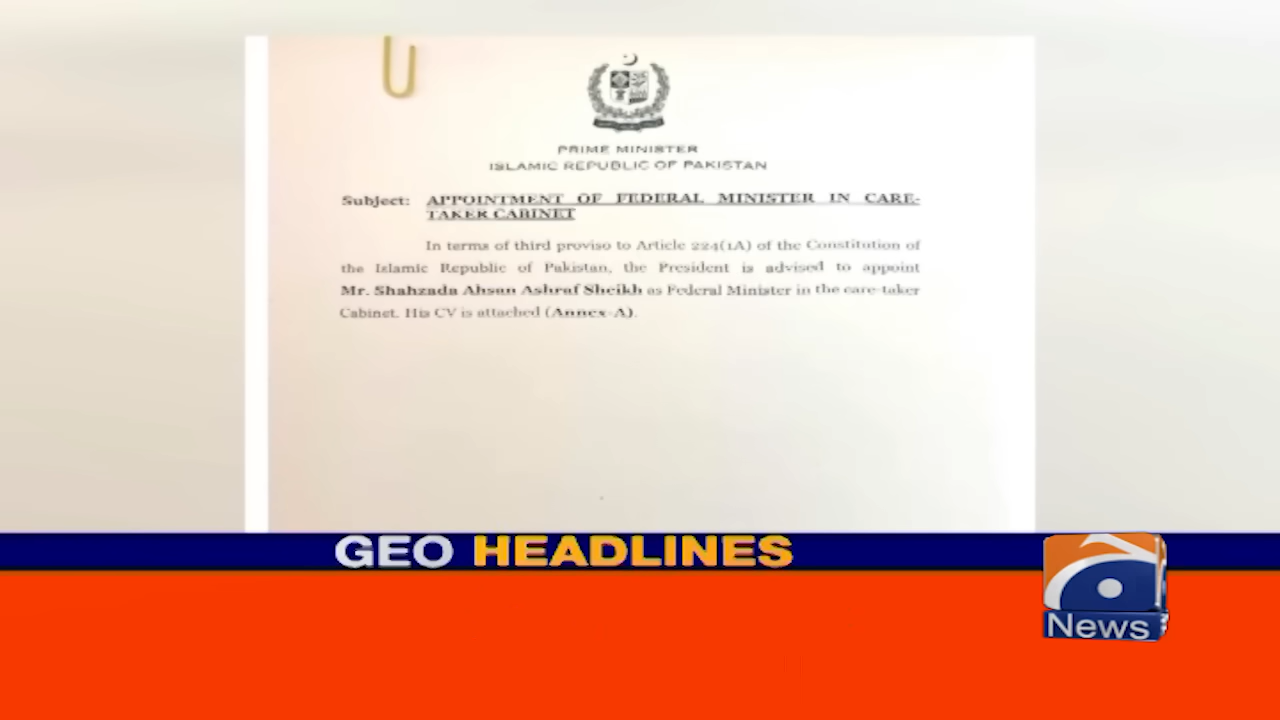 PRIME MINISTER
ISLAMIC REPUBLIC OF PAKISTAN
Subject: APPOINTMENT OF FEDERAL MINISTER IN CARE-
TAKER CABINET
In terms of third proviso to Article 224(1A) of the Constitution of
the Islamic Republic of Pakistan, the President is advised to appoint
Mr. Shahzada Ahsan Ashraf Sheikh as Federal Minister in the care-taker
Cabinet. His CV is attached (Annex-A).
GEO HEADLINES
News